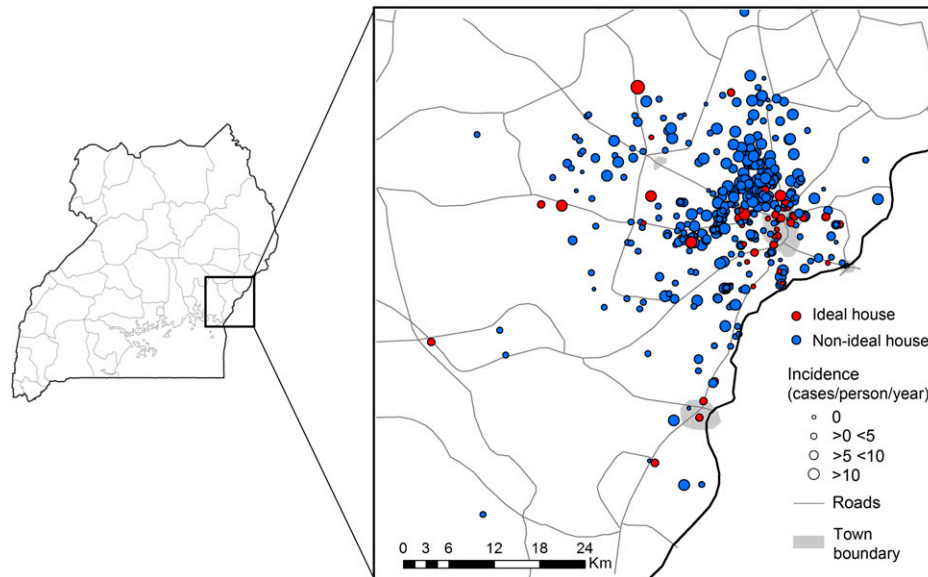 Ideal house
Non-ideal house
Incidence
(cases/person/year)
0
>0 <5
>5 <10
>10
Roads
Town
boundary
0 3 6 12 18 24
Km